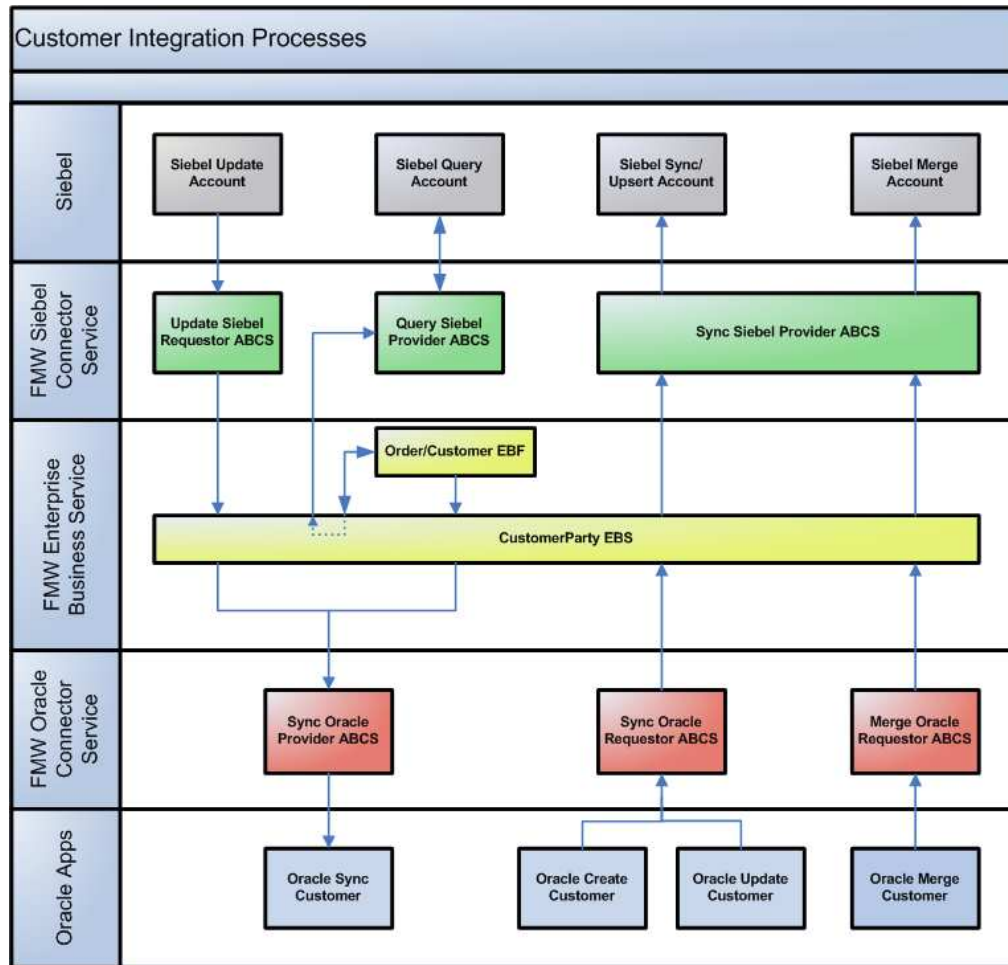 Customer Integration Processes
Siebel
Siebel Update
Account
Siebel Query
Account
Siebel Sync/
Upsert Account
Siebel Merge
Account
FMW Siebel
Connector
Service
Update Siebel
Requestor ABCS
Query Siebel
Provider ABCS
Sync Siebel Provider ABCS
FMW Enterprise
Business Service
Order/Customer EBF
CustomerParty EBS
FMW Oracle
Connector
Service
Sync Oracle
Provider ABCS
Sync Oracle
Requestor ABCS
Merge Oracle
Requestor ABCS
Oracle Apps
Oracle Sync
Customer
Oracle Create
Customer
Oracle Update
Customer
Oracle Merge
Customer